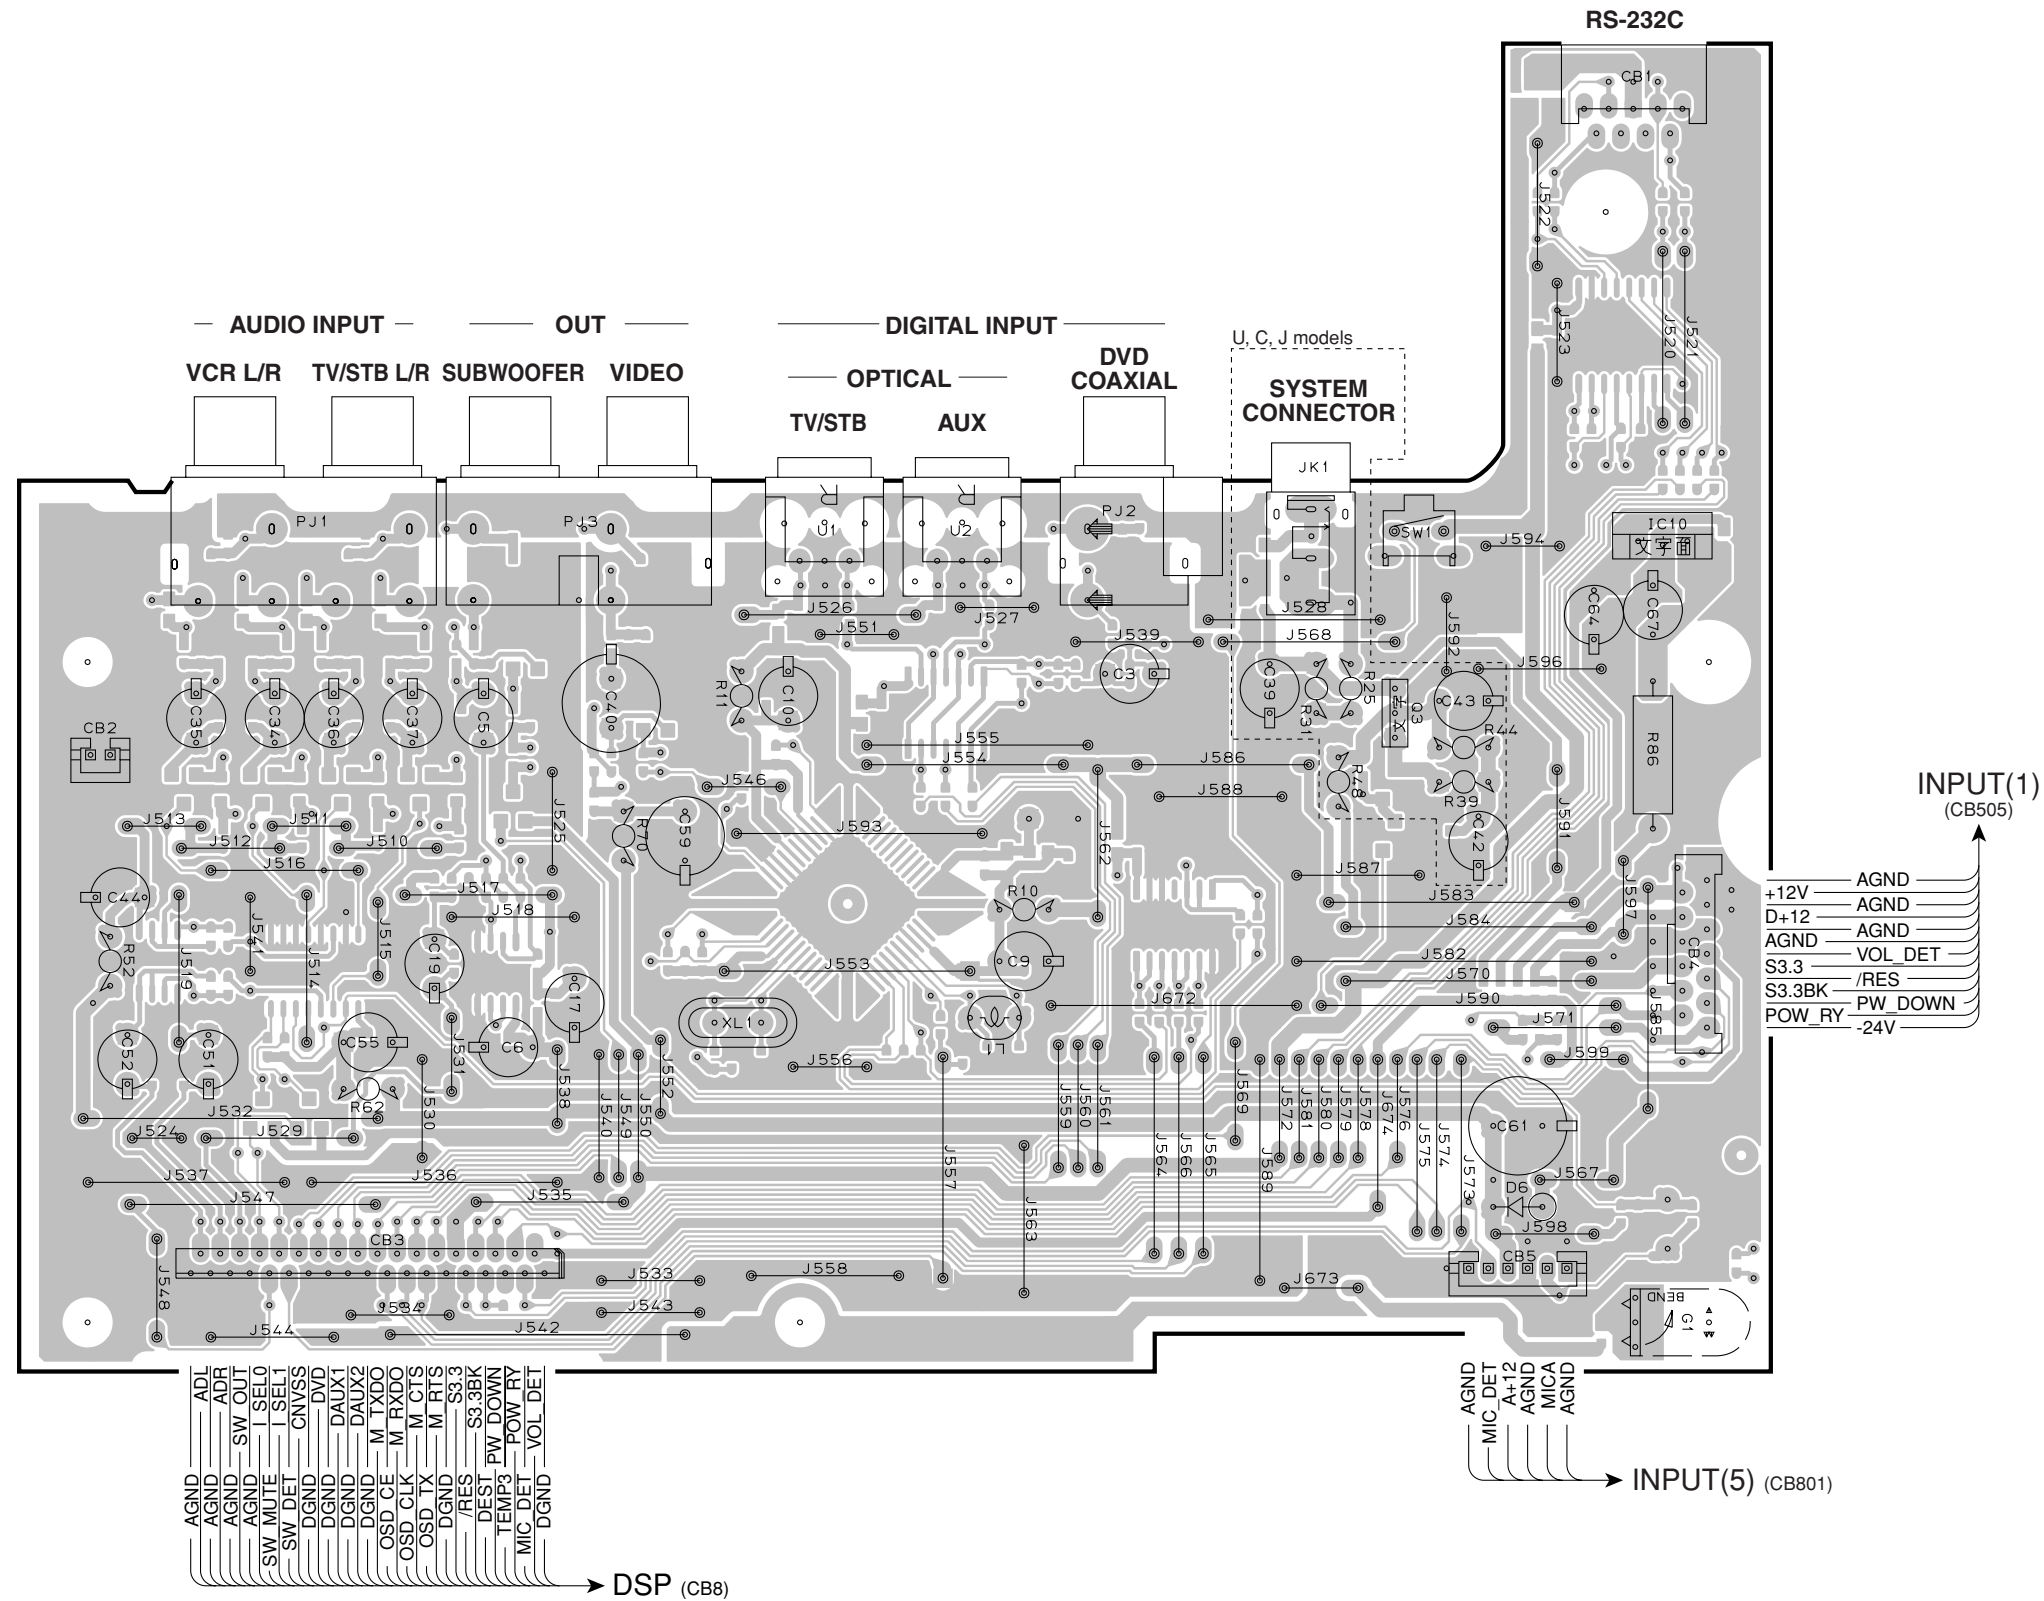 RS-232C
CB1
J522
J523
J520
J521
AUDIO INPUT
OUT
DIGITAL INPUT
U, C, J models
VCR L/R
TV/STB L/R
SUBWOOFER
VIDEO
OPTICAL
DVD
COAXIAL
SYSTEM
CONNECTOR
TV/STB
AUX
JK1
PJ1
PJ3
U1
U2
PJ2
SW1
J594
IC10
文字面
J526
J551
J527
J539
J528
J568
J592
J596
C64
C67
CB2
C35
C34
C36
C37
C5
C40
R11
C10
C3
C39
R31
R25
Q3
文字
C43
R44
R39
R48
C42
R86
J555
J554
J546
J586
J588
J591
J513
J511
J512
J510
J516
J525
R70
C59
J593
J562
J587
J583
J584
J597
CB4
C44
J517
J518
R10
R52
J519
J541
J514
J515
C19
C17
J553
C9
J582
J570
J672
J590
J571
J585
J599
XL1
L1
C52
C51
C55
R62
J531
C6
J538
J556
J552
J530
J532
J524
J529
J540
J549
J550
J559
J560
J561
J569
J572
J581
J580
J579
J578
J674
J576
J575
J574
J573
C61
J564
J566
J565
J557
J563
J589
J537
J536
J547
J535
D6
J567
J598
CB3
CB5
J548
J533
J558
J673
J534
J543
J544
J542
BEND
G1
INPUT(1)
(CB505)
AGND
+12V
AGND
D+12
AGND
AGND
VOL_DET
S3.3
/RES
S3.3BK
PW_DOWN
POW_RY
-24V
AGND
MIC_DET
A+12
AGND
MICA
AGND
INPUT(5) (CB801)
AGND
ADL
AGND
ADR
AGND
SW_OUT
AGND
I_SEL0
SW_MUTE
I_SEL1
SW_DET
CNVSS
DGND
DVD
DGND
DAUX1
DGND
DAUX2
DGND
M_TXDO
OSD_CE
M_RXDO
OSD_CLK
M_CTS
OSD_TX
M_RTS
DGND
S3.3
/RES
S3.3BK
DEST
PW_DOWN
TEMP3
POW_RY
MIC_DET
VOL_DET
DGND
DSP (CB8)